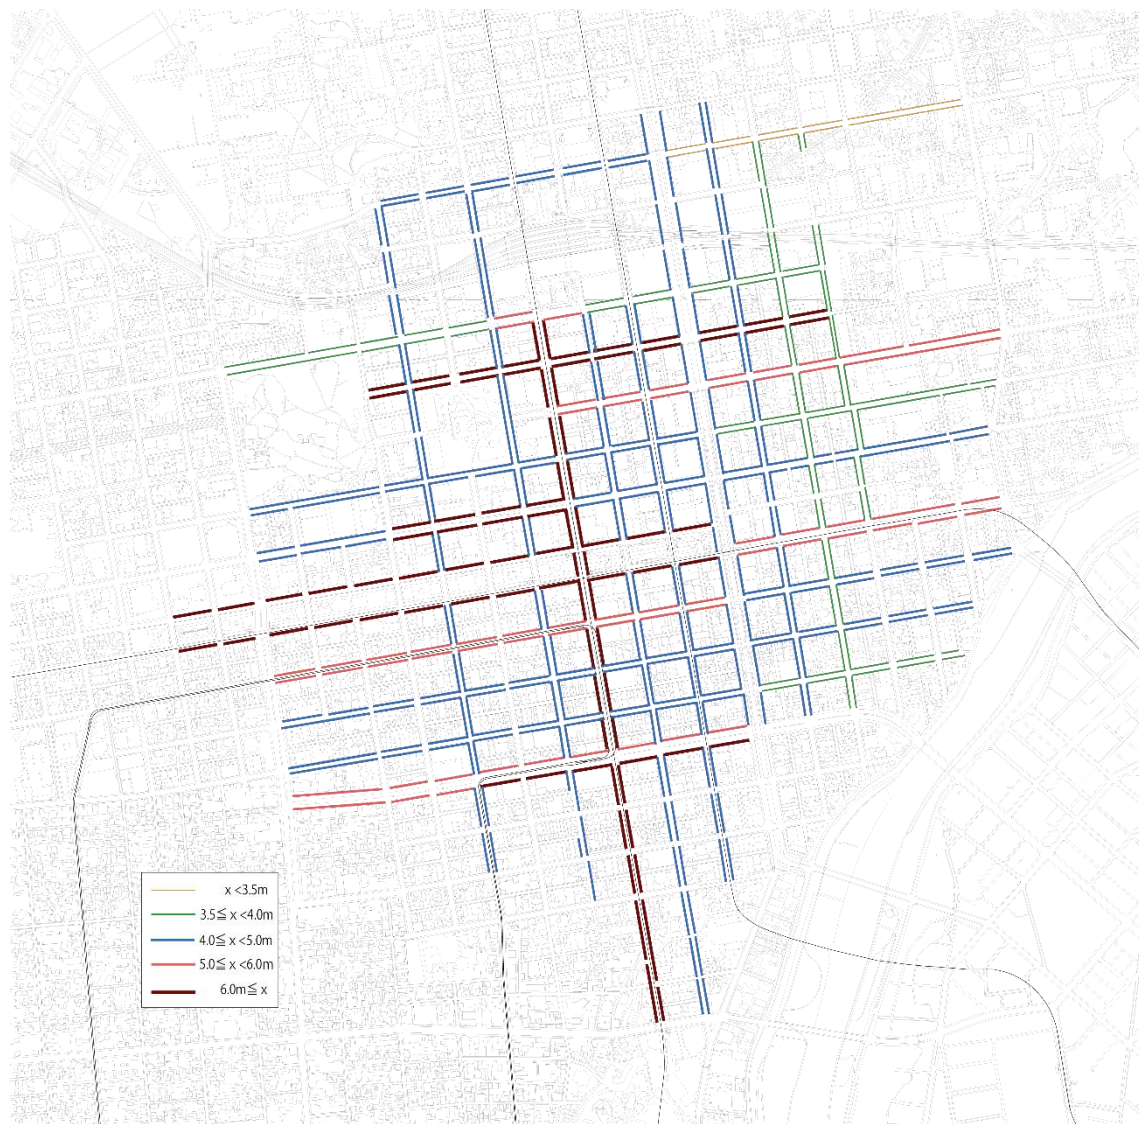 x <3.5m
3.5≦ x <4.0m
4.0≦ x <5.0m
5.0≦ x <6.0m
6.0m≦ x